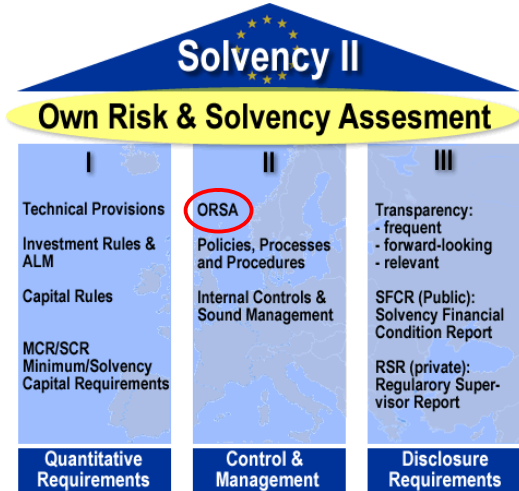 Solvency II
Own Risk & Solvency Assesment
I
Technical Provisions
Investment Rules &
ALM
Capital Rules
MCR/SCR
Minimum/Solvency
Capital Requirements
Quantitative
Requirements
II
ORSA
Policies, Processes
and Procedures
Internal Controls &
Sound Management
Control &
Management
III
Transparency:
- frequent
- forward-looking
- relevant
SFCR (Public):
Solvency Financial
Condition Report
RSR (private):
Regularory Super-
visor Report
Disclosure
Requirements